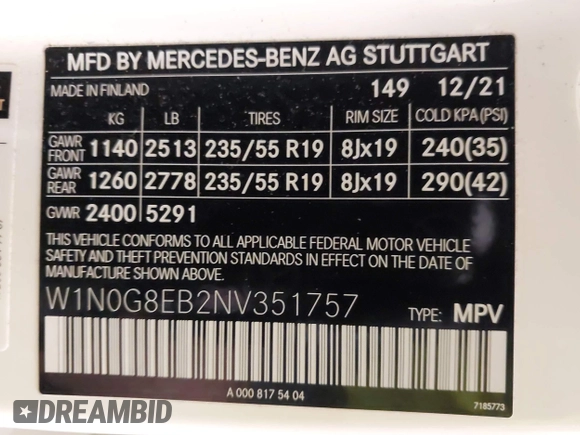 MFD BY MERCEDES-BENZ AG STUTTGART
MADE IN FINLAND 149 12/21
KG LB TIRES RIM SIZE COLD KPA(PSI)
GAWR FRONT 1140 2513 235/55 R19 8Jx19 240(35)
GAWR REAR 1260 2778 235/55 R19 8Jx19 290(42)
GVWR 2400 5291
THIS VEHICLE CONFORMS TO ALL APPLICABLE FEDERAL MOTOR VEHICLE
SAFETY AND THEFT PREVENTION STANDARDS IN EFFECT ON THE DATE OF
MANUFACTURE SHOWN ABOVE.
W1N0G8EB2NV351757 TYPE: MPV
A 000 817 54 04
7185773
DREAMBID